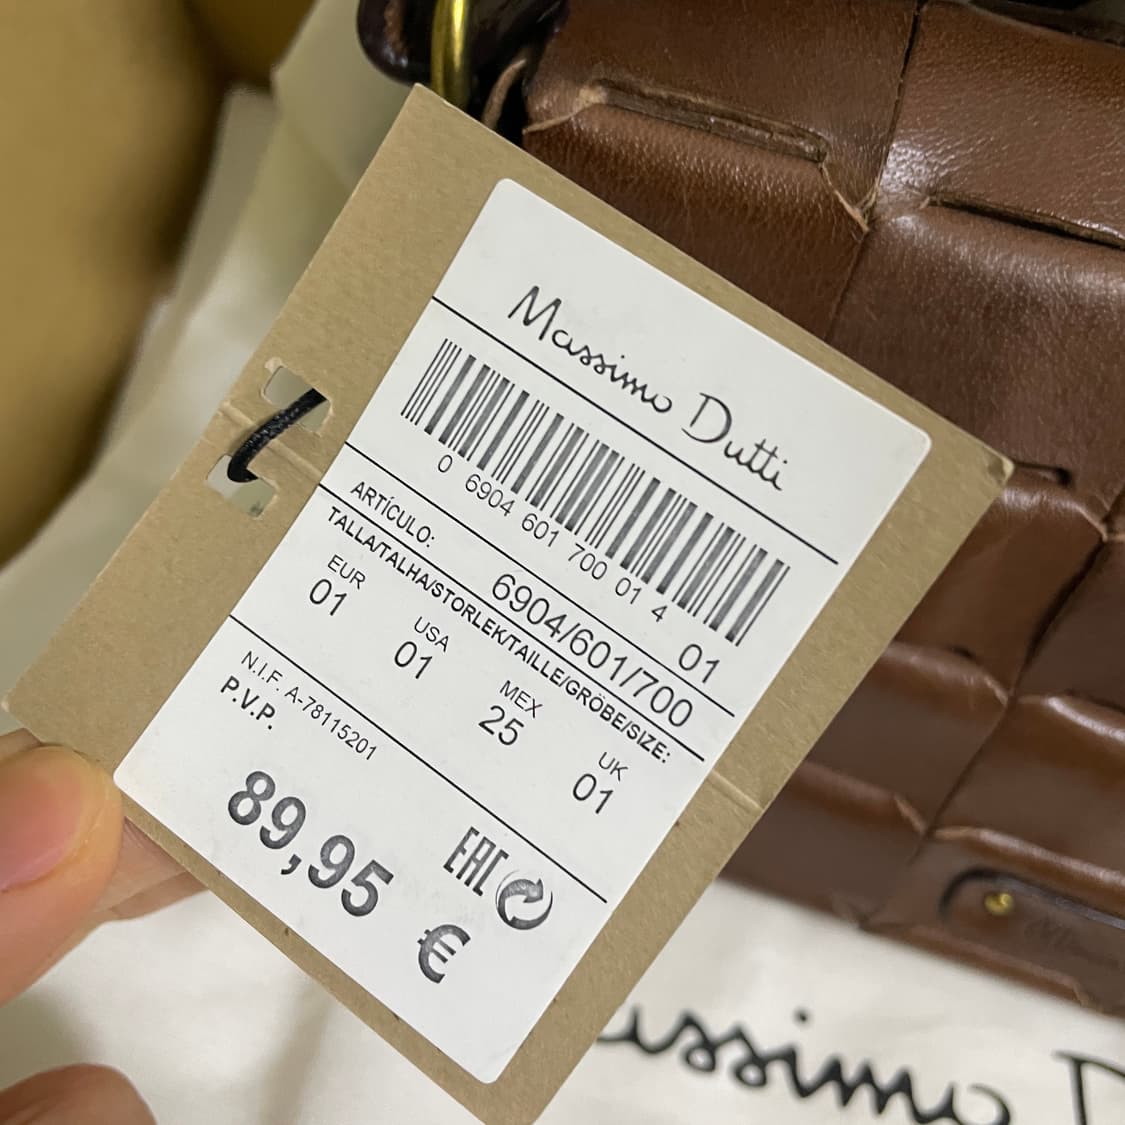 Massimo Dutti
0 6904 601 700 01 4
01
ARTÍCULO: 6904/601/700
TALLA/TALHA/STORLEK/TAILLE/GRÖBE/SIZE:
EUR USA MEX UK
01 01 25 01
N.I.F. A-78115201
P.V.P.
EAC
89,95 €
assimo D